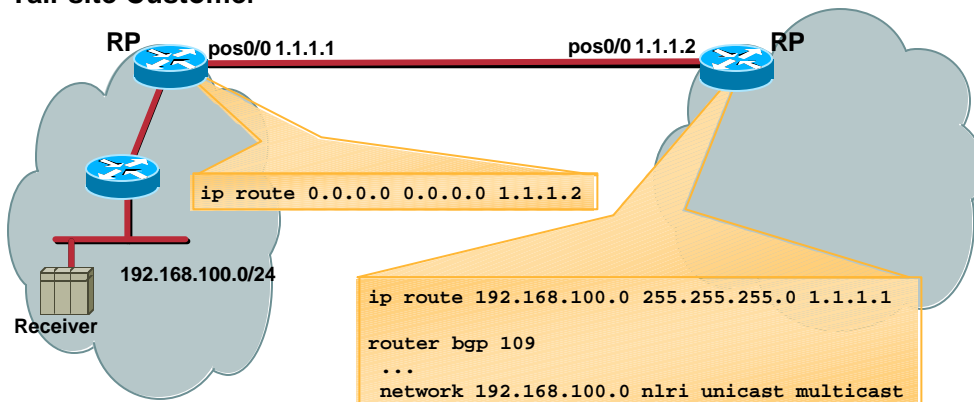 RP
pos0/0 1.1.1.1
pos0/0 1.1.1.2
RP
ip route 0.0.0.0 0.0.0.0 1.1.1.2
192.168.100.0/24
Receiver
ip route 192.168.100.0 255.255.255.0 1.1.1.1
router bgp 109
...
network 192.168.100.0 nlri unicast multicast